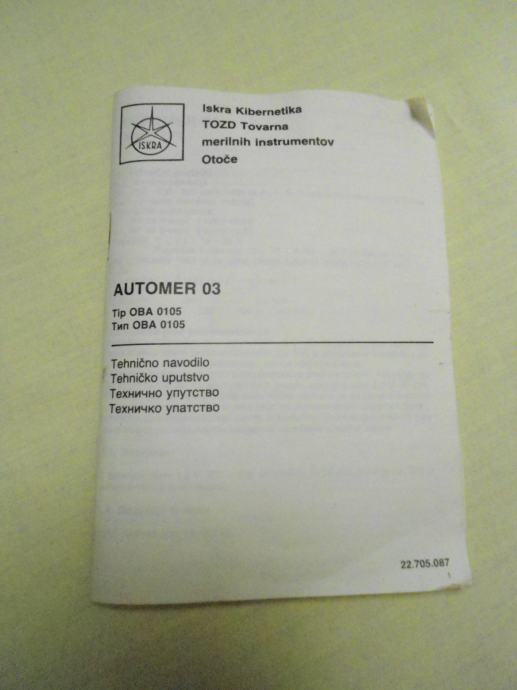 ISKRA
Iskra Kibernetika
TOZD Tovarna
merilnih instrumentov
Otoče
AUTOMER 03
Tip OBA 0105
Тип OBA 0105
Tehnično navodilo
Tehničko uputstvo
Технично упутство
Техничко упатство
22.705.087
1